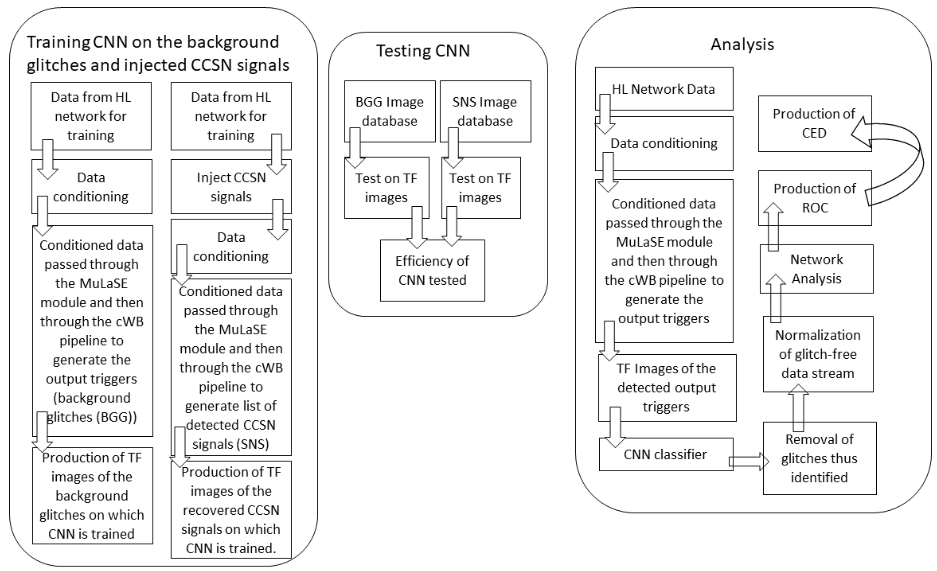 Training CNN on the background
glitches and injected CCSN signals
Data from HL
network for
training
Data
conditioning
Conditioned data
passed through
the MuLaSE
module and then
through the cWB
pipeline to
generate the
output triggers
(background
glitches (BGG))
Production of TF
images of the
background
glitches on which
CNN is trained
Data from HL
network for
training
Inject CCSN
signals
Data
conditioning
Conditioned data
passed through
the MuLaSE
module and then
through the cWB
pipeline to
generate list of
detected CCSN
signals (SNS)
Production of TF
images of the
recovered CCSN
signals on which
CNN is trained.
Testing CNN
BGG Image
database
SNS Image
database
Test on TF
images
Test on TF
images
Efficiency of
CNN tested
Analysis
HL Network Data
Data conditioning
Conditioned data
passed through the
MuLaSE module
and then through
the cWB pipeline to
generate the
output triggers
TF Images of the
detected output
triggers
CNN classifier
Removal of
glitches thus
identified
Normalization
of glitch-free
data stream
Network
Analysis
Production of
ROC
Production of
CED